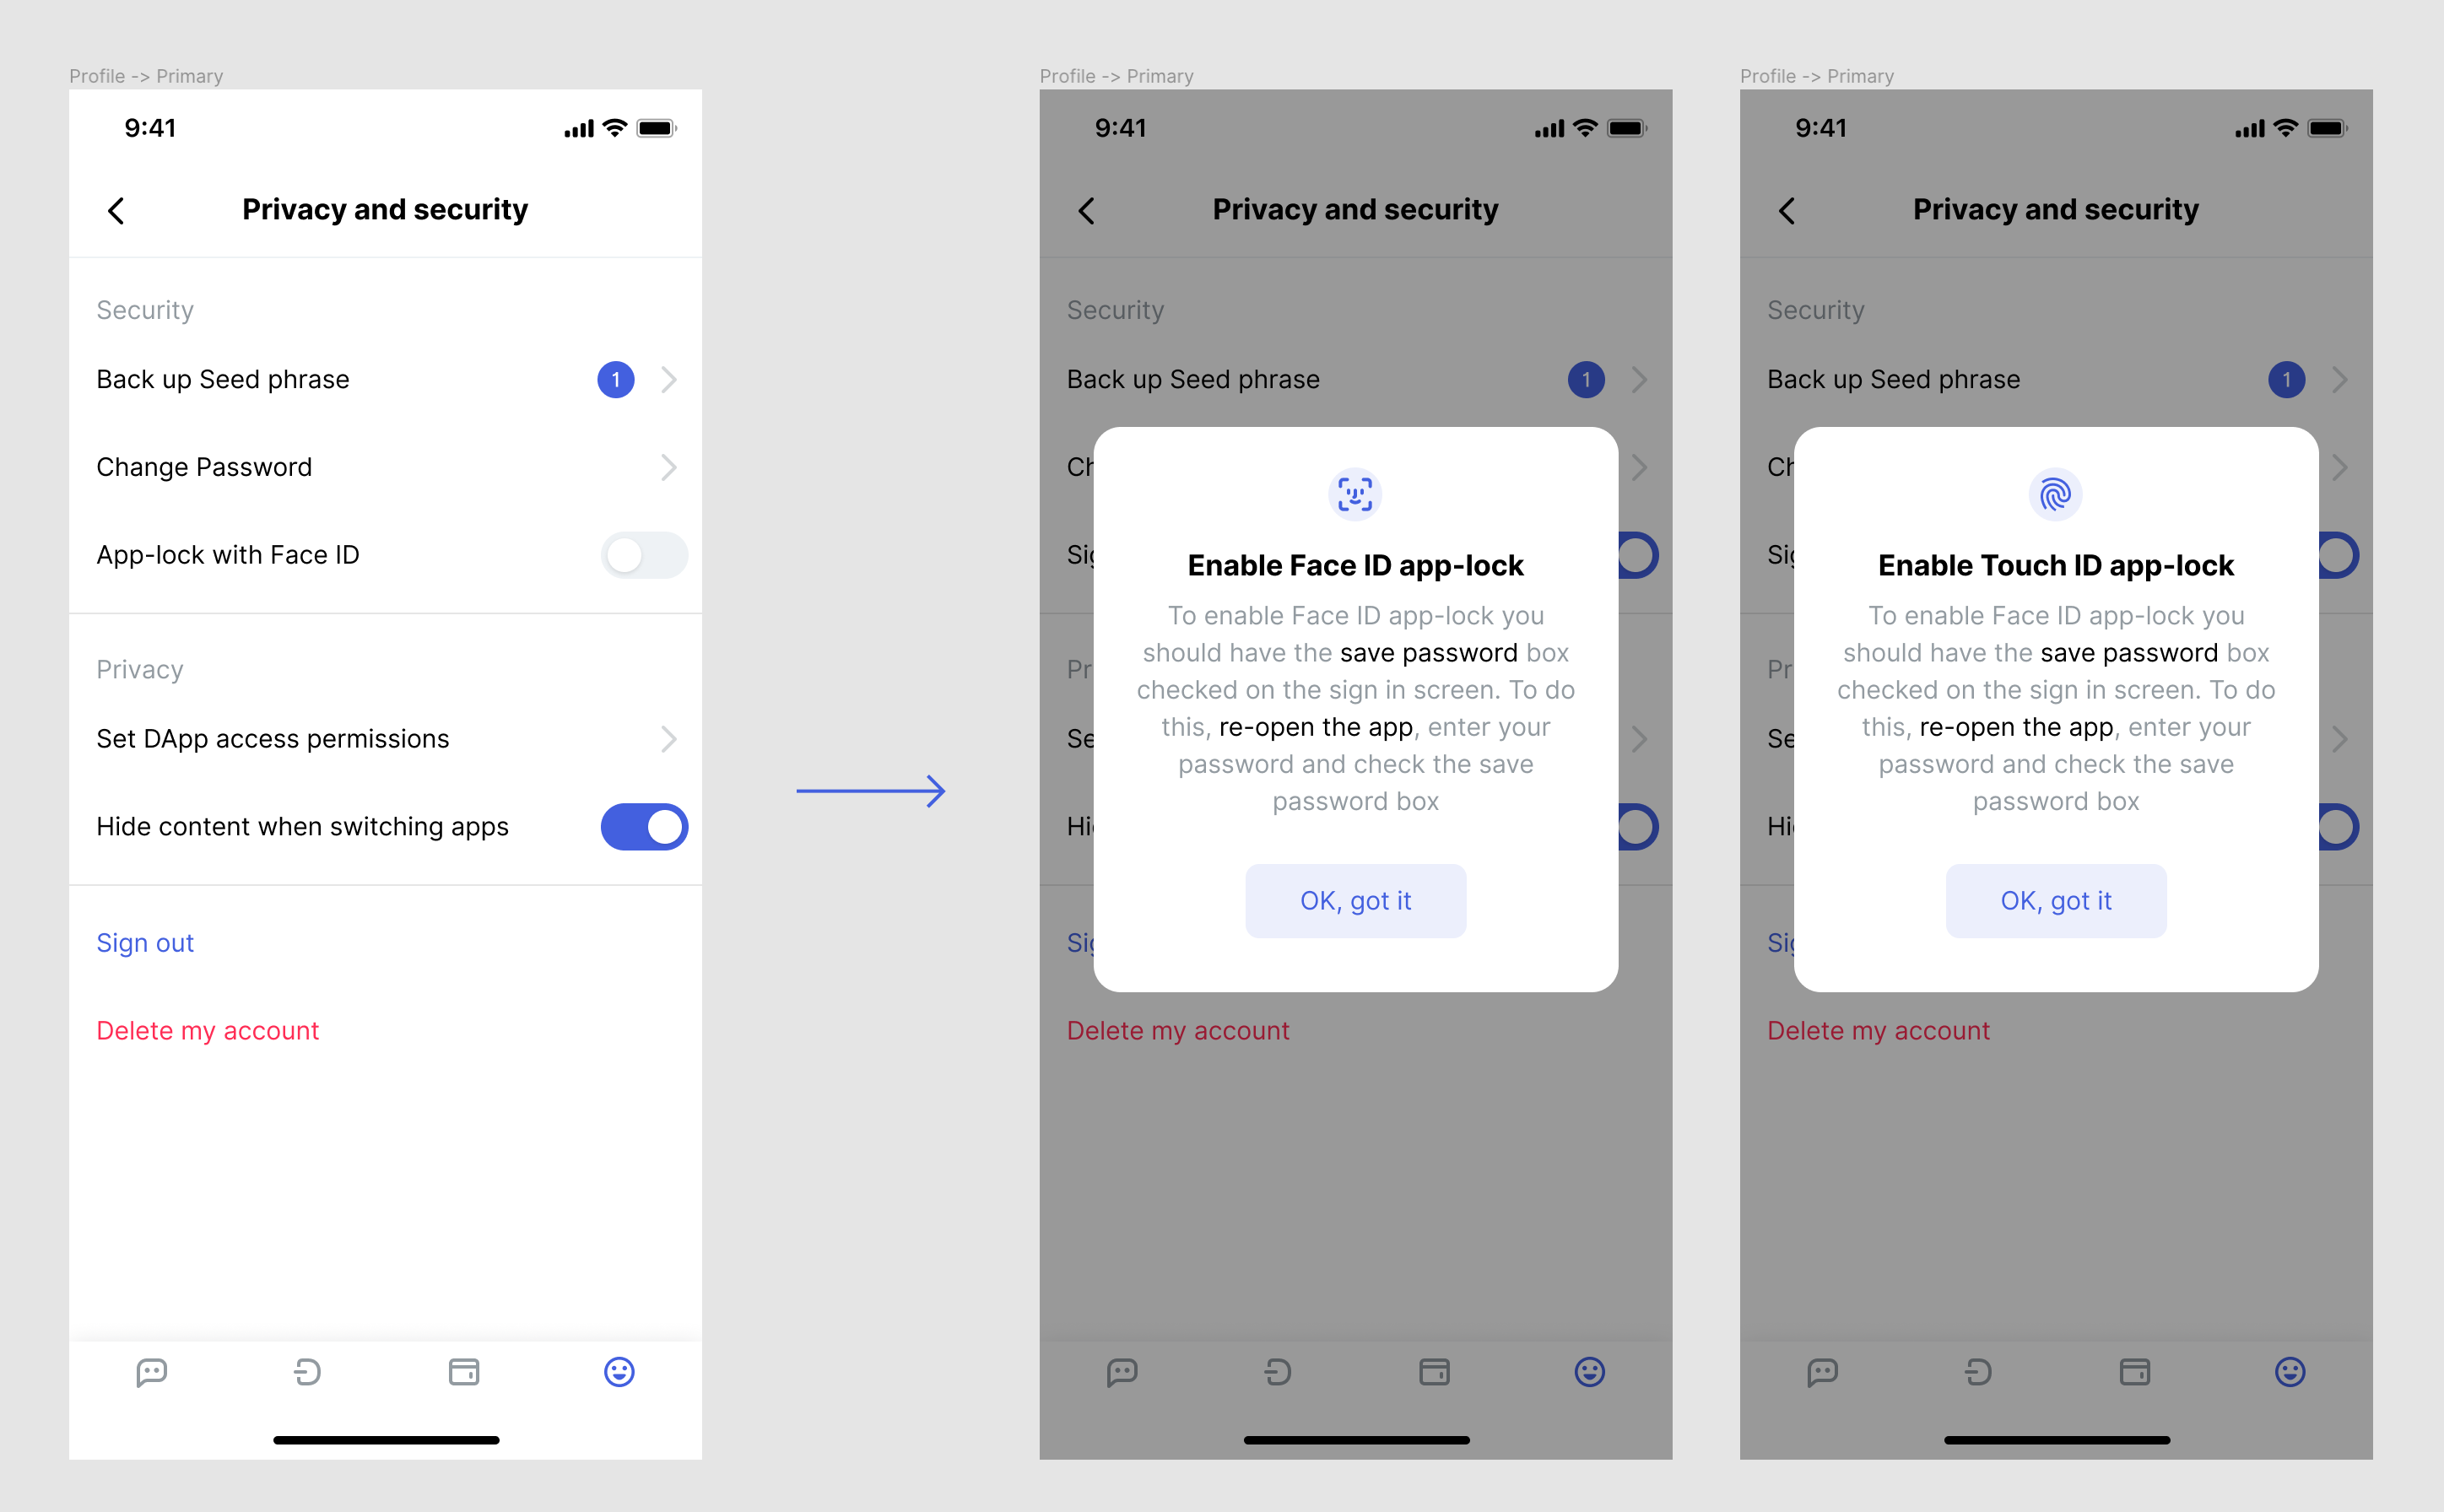 Profile -> Primary
9:41
Privacy and security
Security
Back up Seed phrase
1
Change Password
App-lock with Face ID
Privacy
Set DApp access permissions
Hide content when switching apps
Sign out
Delete my account
Profile -> Primary
9:41
Privacy and security
Security
Back up Seed phrase
1
Ch
Sig
Pr
Se
Hi
Sig
Enable Face ID app-lock
To enable Face ID app-lock you
should have the save password box
checked on the sign in screen. To do
this, re-open the app, enter your
password and check the save
password box
OK, got it
Delete my account
Profile -> Primary
9:41
Privacy and security
Security
Back up Seed phrase
1
Ch
Sig
Pr
Se
Hi
Sig
Enable Touch ID app-lock
To enable Face ID app-lock you
should have the save password box
checked on the sign in screen. To do
this, re-open the app, enter your
password and check the save
password box
OK, got it
Delete my account